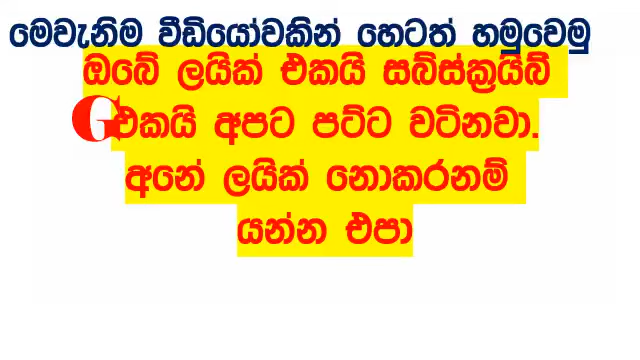 මෙවැනිම වීඩියෝවකින් හෙටත් හමුවෙමු
ඔබේ ලයික් එකයි සබ්ස්ක්‍රයිබ්
G එකයි අපට පට්ට වටිනවා.
අනේ ලයික් නොකරනම්
යන්න එපා